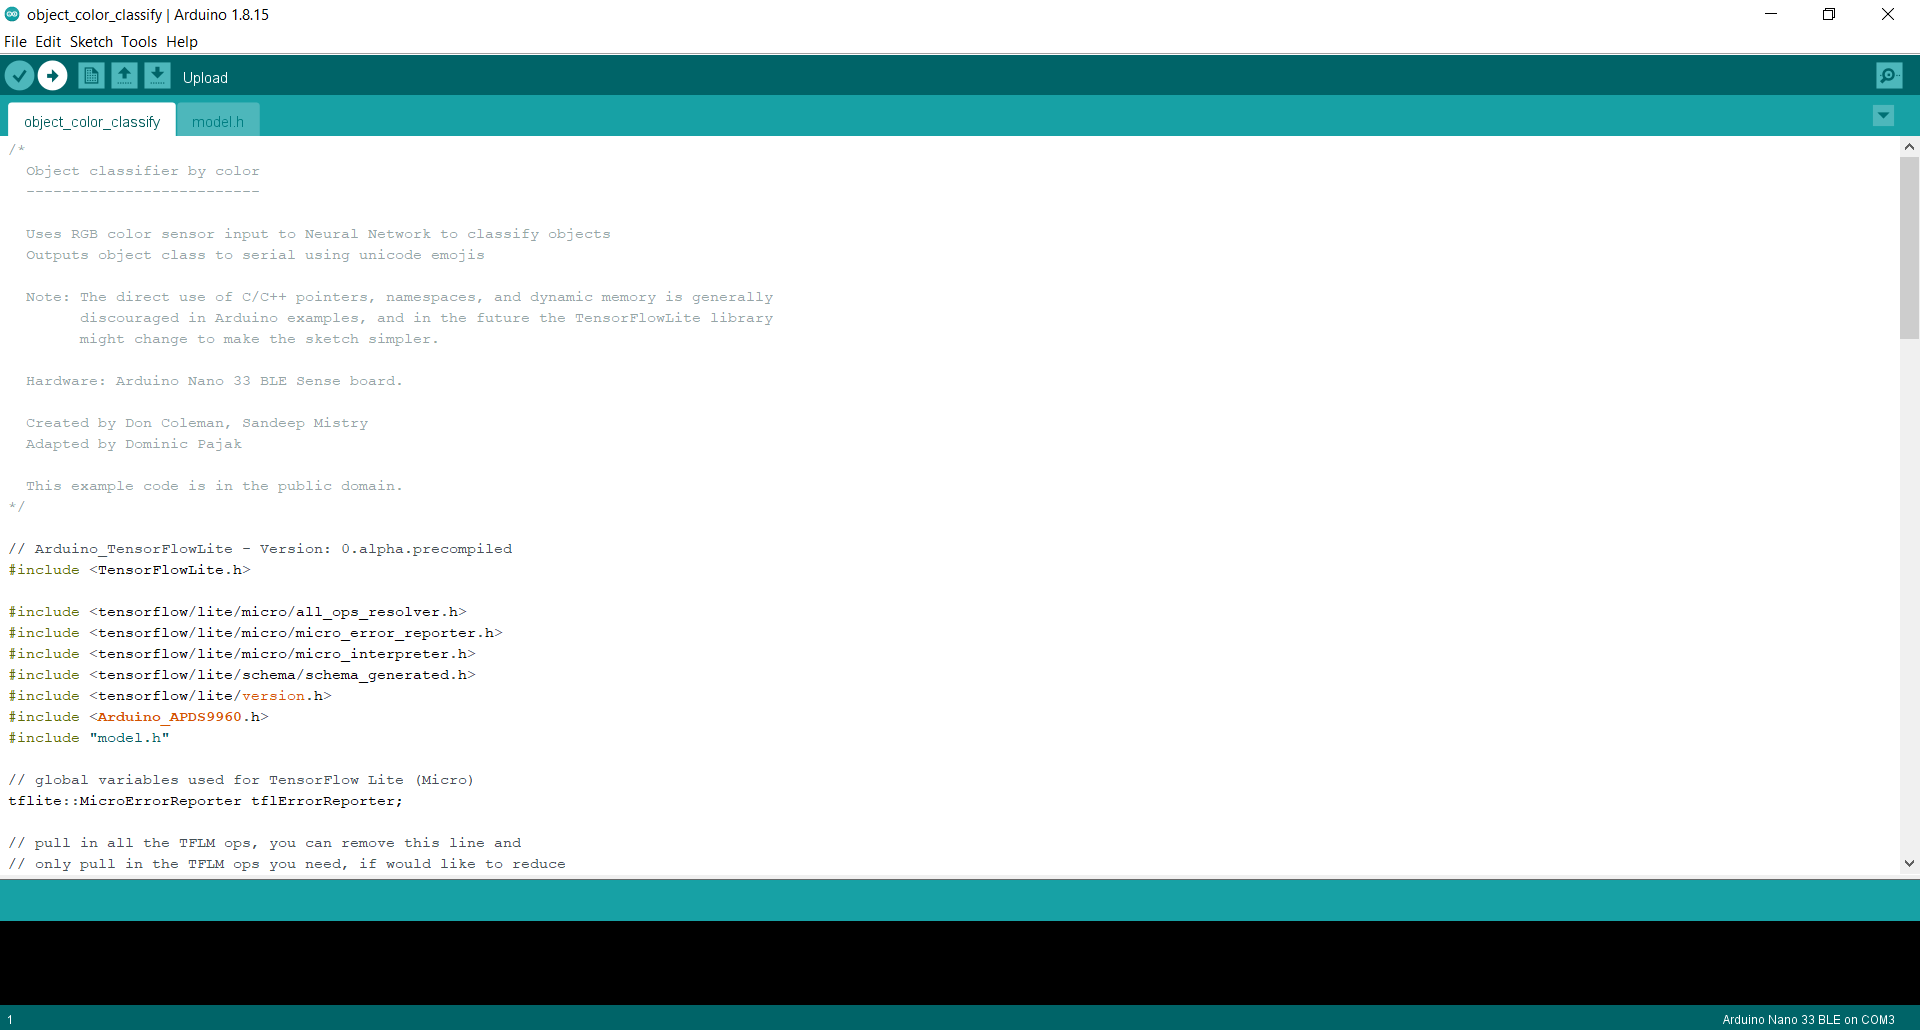 object_color_classify | Arduino 1.8.15
File Edit Sketch Tools Help
Upload
object_color_classify model.h
/*
Object classifier by color
--------------------------
Uses RGB color sensor input to Neural Network to classify objects
Outputs object class to serial using unicode emojis
Note: The direct use of C/C++ pointers, namespaces, and dynamic memory is generally
discouraged in Arduino examples, and in the future the TensorFlowLite library
might change to make the sketch simpler.
Hardware: Arduino Nano 33 BLE Sense board.
Created by Don Coleman, Sandeep Mistry
Adapted by Dominic Pajak
This example code is in the public domain.
*/
// Arduino_TensorFlowLite - Version: 0.alpha.precompiled
#include <TensorFlowLite.h>
#include <tensorflow/lite/micro/all_ops_resolver.h>
#include <tensorflow/lite/micro/micro_error_reporter.h>
#include <tensorflow/lite/micro/micro_interpreter.h>
#include <tensorflow/lite/schema/schema_generated.h>
#include <tensorflow/lite/version.h>
#include <Arduino_APDS9960.h>
#include "model.h"
// global variables used for TensorFlow Lite (Micro)
tflite::MicroErrorReporter tflErrorReporter;
// pull in all the TFLM ops, you can remove this line and
// only pull in the TFLM ops you need, if would like to reduce
1
Arduino Nano 33 BLE on COM3